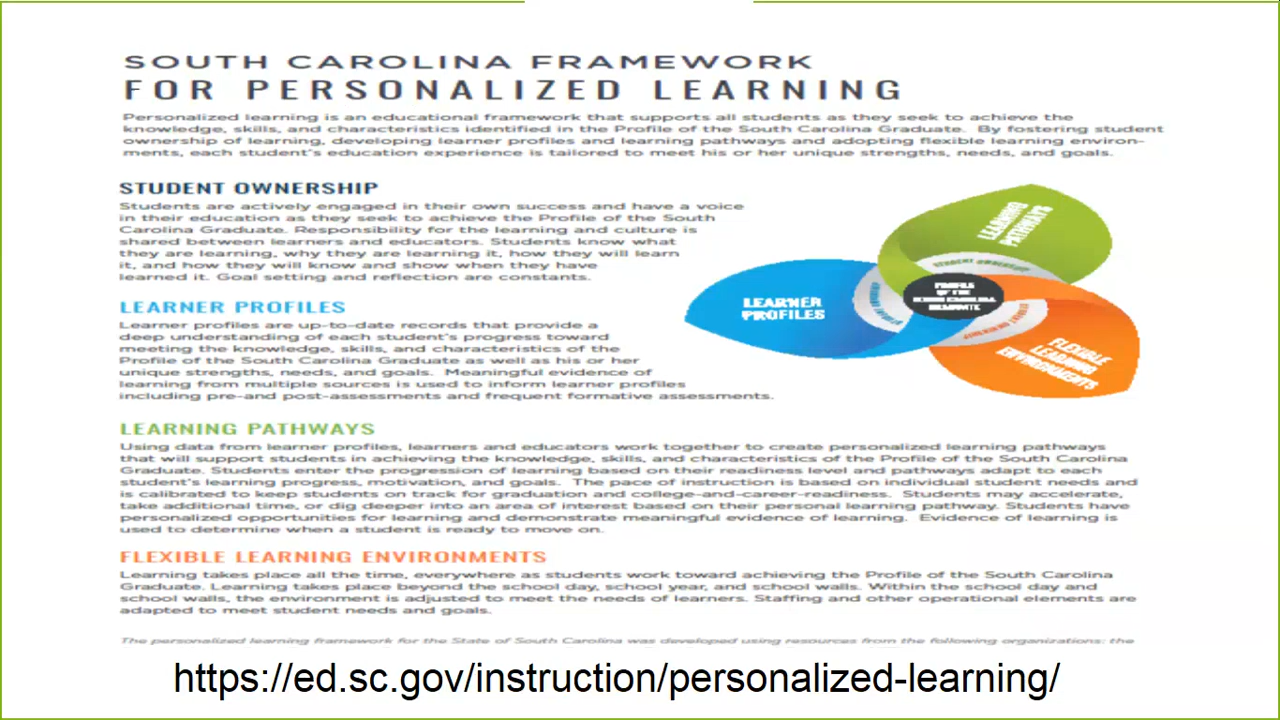 SOUTH CAROLINA FRAMEWORK
FOR PERSONALIZED LEARNING
Personalized learning is an educational framework that supports all students as they seek to achieve the
knowledge, skills, and characteristics identified in the Profile of the South Carolina Graduate. By fostering student
ownership of learning, developing learner profiles and learning pathways and adopting flexible learning environ-
ments, each student's education experience is tailored to meet his or her unique strengths, needs, and goals.
STUDENT OWNERSHIP
Students are actively engaged in their own success and have a voice
in their education as they seek to achieve the Profile of the South
Carolina Graduate. Responsibility for the learning and culture is
shared between learners and educators. Students know what
they are learning, why they are learning it, how they will learn
it, and how they will know and show when they have
learned it. Goal setting and reflection are constants.
LEARNER PROFILES
Learner profiles are up-to-date records that provide a
deep understanding of each student's progress toward
meeting the knowledge, skills, and characteristics of the
Profile of the South Carolina Graduate as well as his or her
unique strengths, needs, and goals. Meaningful evidence of
learning from multiple sources is used to inform learner profiles
including pre-and post-assessments and frequent formative assessments.
LEARNING
PATHWAYS
STUDENT OWNERSHIP
LEARNER
PROFILES
STUDENT OWNERSHIP
PROFILE
OF THE
SOUTH CAROLINA
GRADUATE
STUDENT OWNERSHIP
FLEXIBLE
LEARNING
ENVIRONMENTS
LEARNING PATHWAYS
Using data from learner profiles, learners and educators work together to create personalized learning pathways
that will support students in achieving the knowledge, skills, and characteristics of the Profile of the South Carolina
Graduate. Students enter the progression of learning based on their readiness level and pathways adapt to each
student's learning progress, motivation, and goals. The pace of instruction is based on individual student needs and
is calibrated to keep students on track for graduation and college-and-career-readiness. Students may accelerate,
take additional time, or dig deeper into an area of interest based on their personal learning pathway. Students have
personalized opportunities for learning and demonstrate meaningful evidence of learning. Evidence of learning is
used to determine when a student is ready to move on.
FLEXIBLE LEARNING ENVIRONMENTS
Learning takes place all the time, everywhere as students work toward achieving the Profile of the South Carolina
Graduate. Learning takes place beyond the school day, school year, and school walls. Within the school day and
school walls, the environment is adjusted to meet the needs of learners. Staffing and other operational elements are
adapted to meet student needs and goals.
The personalized learning framework for the State of South Carolina was developed using resources from the following organizations: the
https://ed.sc.gov/instruction/personalized-learning/